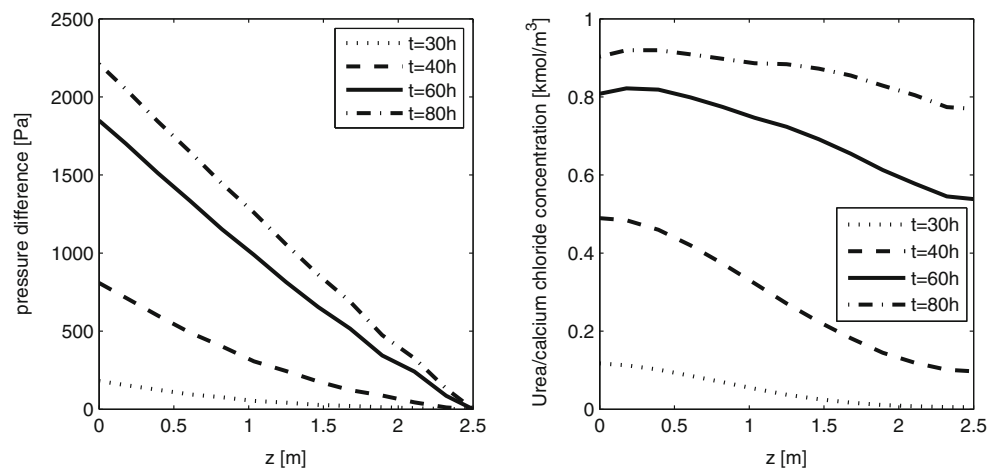 2500
2000
1500
1000
500
0
pressure difference [Pa]
0 0.5 1 1.5 2 2.5
z [m]
t=30h
t=40h
t=60h
t=80h
1
0.8
0.6
0.4
0.2
0
Urea/calcium chloride concentration [kmol/m³]
0 0.5 1 1.5 2 2.5
z [m]
t=30h
t=40h
t=60h
t=80h